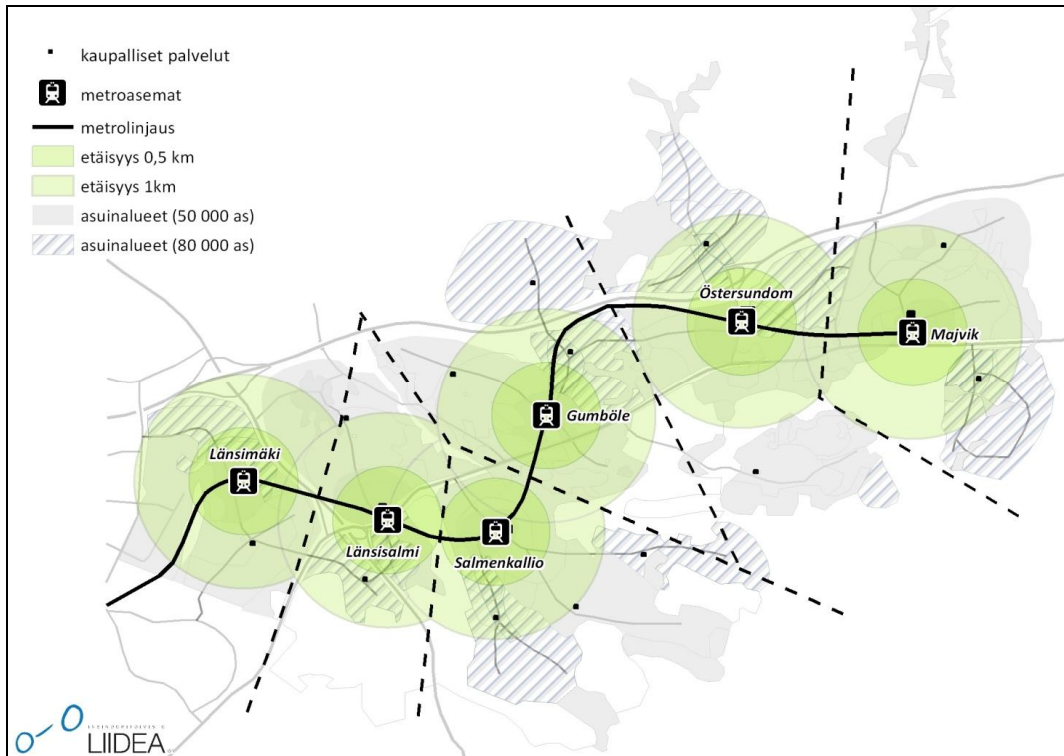 kaupalliset palvelut
metroasemat
metrolinjaus
etäisyys 0,5 km
etäisyys 1km
asuinalueet (50 000 as)
asuinalueet (80 000 as)
Östersundom
Majvik
Gumböle
Länsimäki
Länsisalmi
Salmenkallio
LIIDEA